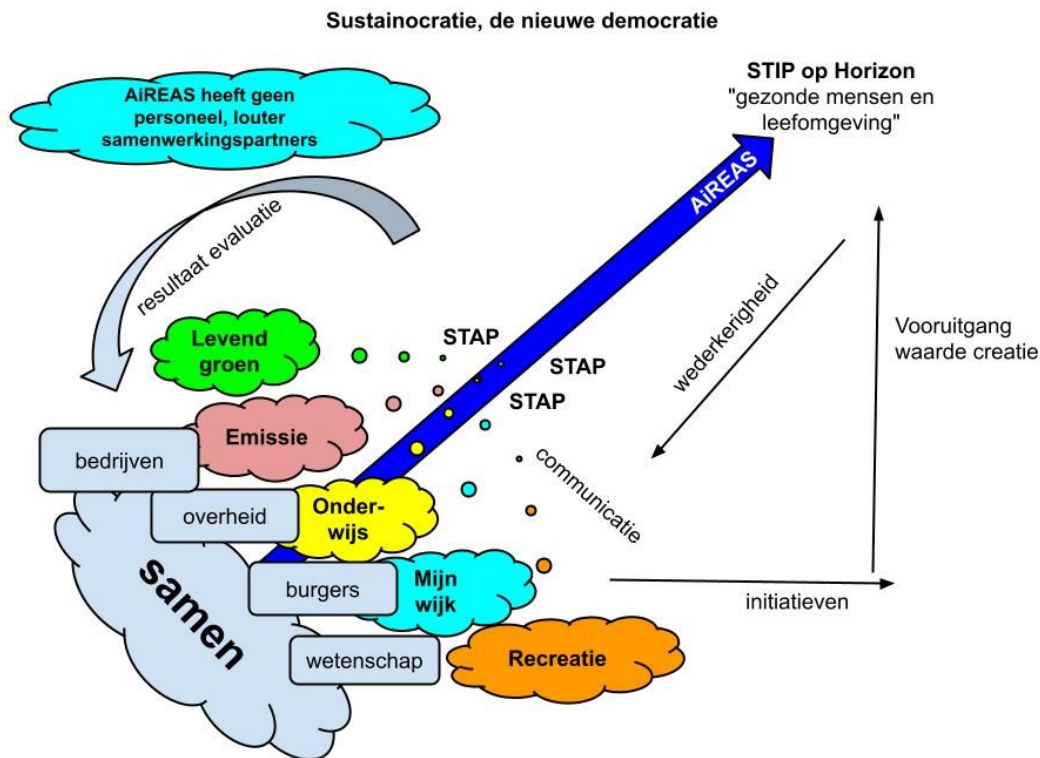 Sustainocratie, de nieuwe democratie
AiREAS heeft geen
personeel, louter
samenwerkingspartners
STIP op Horizon
"gezonde mensen en
leefomgeving"
AiREAS
resultaat evaluatie
wederkerigheid
Vooruitgang
waarde creatie
Levend
groen
STAP
STAP
STAP
Emissie
bedrijven
communicatie
overheid
Onder-
wijs
samen
burgers
Mijn
wijk
initiatieven
wetenschap
Recreatie